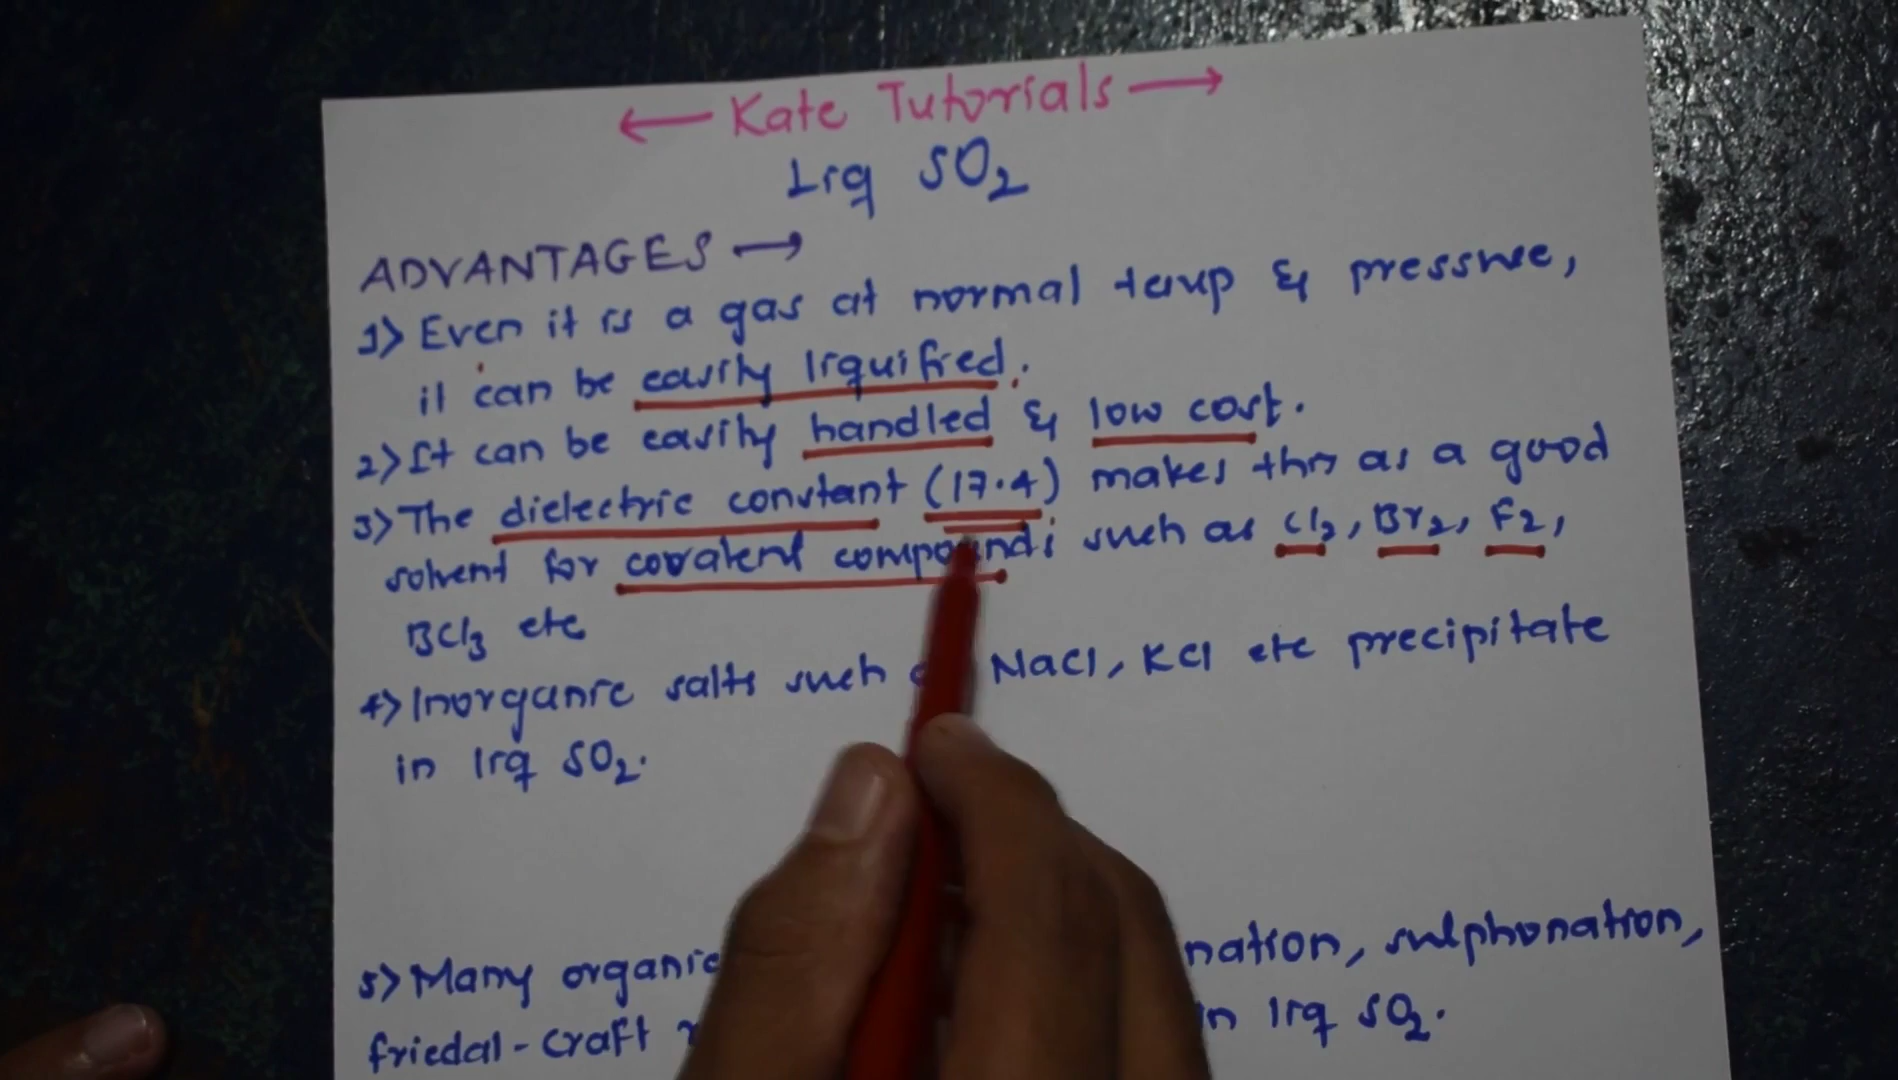 ← Kate Tutorials →
Liq SO2
ADVANTAGES →
1) Even it is a gas at normal temp & pressure,
it can be easily liquified.
2) It can be easily handled & low cost.
3) The dielectric constant (17.4) makes this as a good
solvent for covalent compounds such as Cl2, Br2, F2,
BCl3 etc
4) Inorganic salts such NaCl, KCl etc precipitate
in liq SO2.
5) Many organic nation, sulphonation,
friedal-craft in liq SO2.